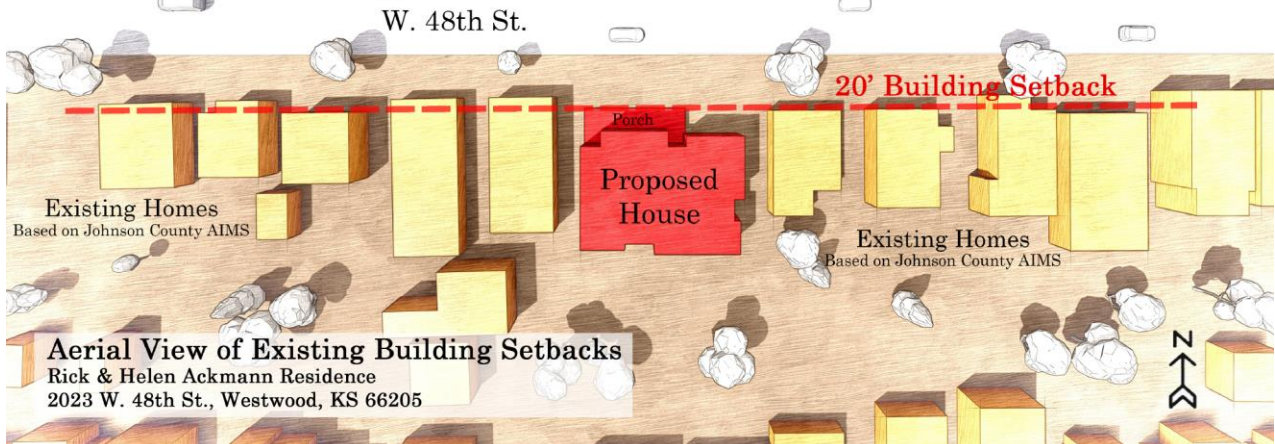 W. 48th St.
20' Building Setback
Porch
Proposed
House
Existing Homes
Based on Johnson County AIMS
Existing Homes
Based on Johnson County AIMS
Aerial View of Existing Building Setbacks
Rick & Helen Ackmann Residence
2023 W. 48th St., Westwood, KS 66205
N